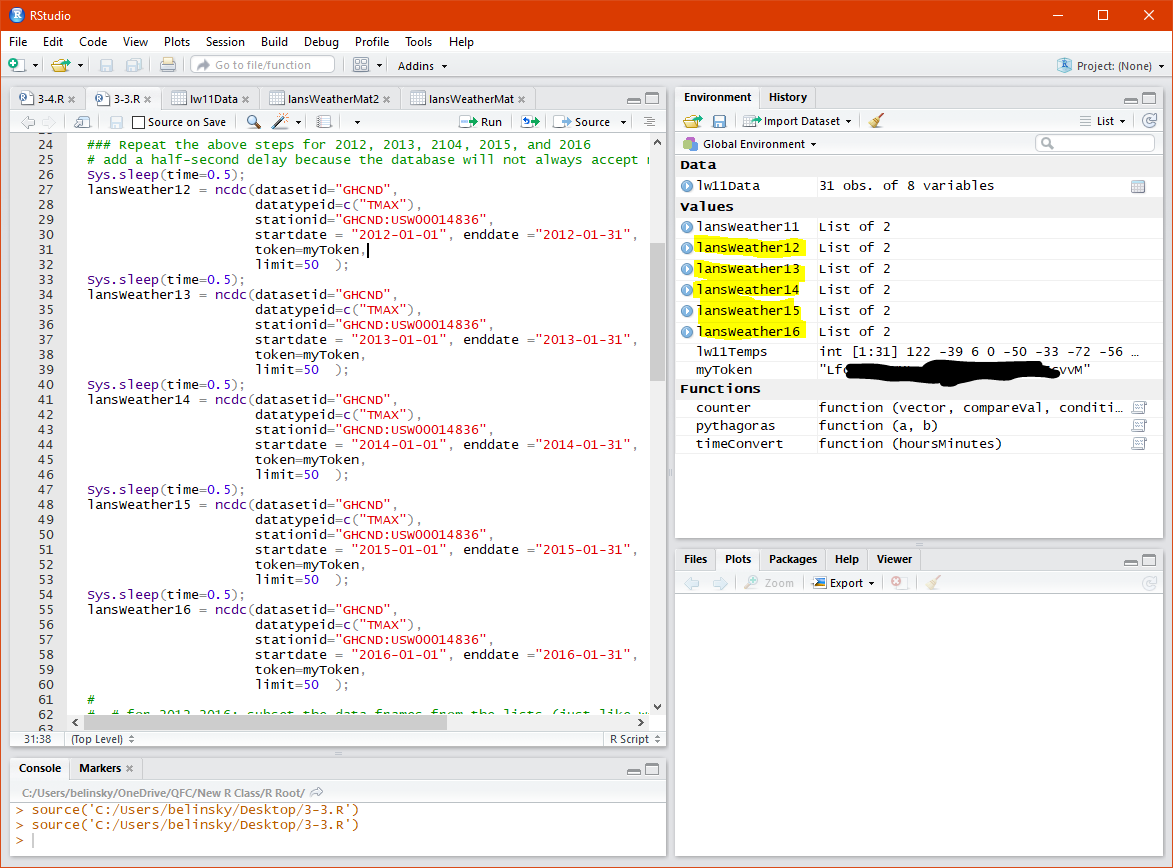 RStudio
File Edit Code View Plots Session Build Debug Profile Tools Help
Go to file/function Addins Project: (None)
3-4.R 3-3.R lw11Data lansWeatherMat2 lansWeatherMat
Source on Save Run Source
24 ### Repeat the above steps for 2012, 2013, 2104, 2015, and 2016
25 # add a half-second delay because the database will not always accept
26 Sys.sleep(time=0.5);
27 lansWeather12 = ncdc(datasetid="GHCND",
28 datatypeid=c("TMAX"),
29 stationid="GHCND:USW00014836",
30 startdate = "2012-01-01", enddate ="2012-01-31",
31 token=myToken,
32 limit=50 );
33 Sys.sleep(time=0.5);
34 lansWeather13 = ncdc(datasetid="GHCND",
35 datatypeid=c("TMAX"),
36 stationid="GHCND:USW00014836",
37 startdate = "2013-01-01", enddate ="2013-01-31",
38 token=myToken,
39 limit=50 );
40 Sys.sleep(time=0.5);
41 lansWeather14 = ncdc(datasetid="GHCND",
42 datatypeid=c("TMAX"),
43 stationid="GHCND:USW00014836",
44 startdate = "2014-01-01", enddate ="2014-01-31",
45 token=myToken,
46 limit=50 );
47 Sys.sleep(time=0.5);
48 lansWeather15 = ncdc(datasetid="GHCND",
49 datatypeid=c("TMAX"),
50 stationid="GHCND:USW00014836",
51 startdate = "2015-01-01", enddate ="2015-01-31",
52 token=myToken,
53 limit=50 );
54 Sys.sleep(time=0.5);
55 lansWeather16 = ncdc(datasetid="GHCND",
56 datatypeid=c("TMAX"),
57 stationid="GHCND:USW00014836",
58 startdate = "2016-01-01", enddate ="2016-01-31",
59 token=myToken,
60 limit=50 );
61 #
62 # # for 2012-2016: subset the data frames from the lists (just like
63
31:38 (Top Level) R Script
Console Markers
C:/Users/belinsky/OneDrive/QFC/New R Class/R Root/
> source('C:/Users/belinsky/Desktop/3-3.R')
> source('C:/Users/belinsky/Desktop/3-3.R')
>
Environment History
Import Dataset List
Global Environment
Data
lw11Data 31 obs. of 8 variables
Values
lansWeather11 List of 2
lansWeather12 List of 2
lansWeather13 List of 2
lansWeather14 List of 2
lansWeather15 List of 2
lansWeather16 List of 2
lw11Temps int [1:31] 122 -39 6 0 -50 -33 -72 -56 …
myToken
Functions
counter function (vector, compareVal, conditi…
pythagoras function (a, b)
timeConvert function (hoursMinutes)
Files Plots Packages Help Viewer
Zoom Export